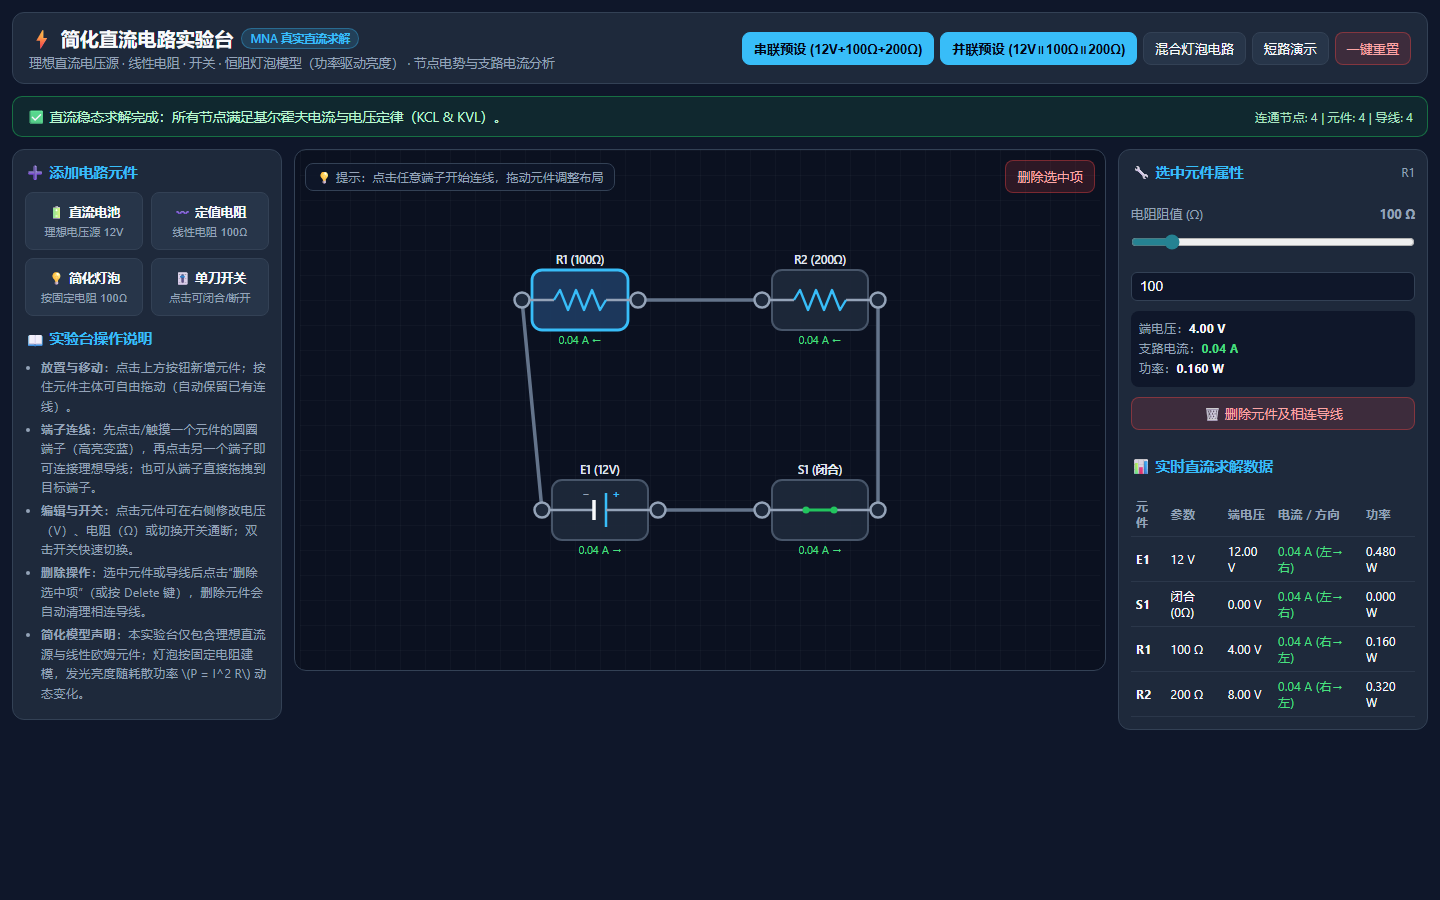 简化直流电路实验台
MNA 真实直流求解
理想直流电压源 · 线性电阻 · 开关 · 恒阻灯泡模型（功率驱动亮度） · 节点电势与支路电流分析
串联预设 (12V+100Ω+200Ω)
并联预设 (12V॥100Ω॥200Ω)
混合灯泡电路
短路演示
一键重置
直流稳态求解完成：所有节点满足基尔霍夫电流与电压定律（KCL & KVL）。
连通节点: 4 | 元件: 4 | 导线: 4
添加电路元件
直流电池
理想电压源 12V
定值电阻
线性电阻 100Ω
简化灯泡
按固定电阻 100Ω
单刀开关
点击可闭合/断开
实验台操作说明
• 放置与移动：点击上方按钮新增元件；按
住元件主体可自由拖动（自动保留已有连
线）。
• 端子连线：先点击/触摸一个元件的圆圈
端子（高亮变蓝），再点击另一个端子即
可连接理想导线；也可从端子直接拖拽到
目标端子。
• 编辑与开关：点击元件可在右侧修改电压
（V）、电阻（Ω）或切换开关通断；双
击开关快速切换。
• 删除操作：选中元件或导线后点击“删除
选中项”（或按 Delete 键），删除元件会
自动清理相连导线。
• 简化模型声明：本实验台仅包含理想直流
源与线性欧姆元件；灯泡按固定电阻建
模，发光亮度随耗散功率 \(P = I^2 R\) 动
态变化。
提示：点击任意端子开始连线，拖动元件调整布局
删除选中项
R1 (100Ω)
0.04 A ←
R2 (200Ω)
0.04 A ←
E1 (12V)
− +
0.04 A →
S1 (闭合)
0.04 A →
选中元件属性
R1
电阻阻值 (Ω)
100 Ω
100
端电压：4.00 V
支路电流：0.04 A
功率：0.160 W
删除元件及相连导线
实时直流求解数据
元件 参数 端电压 电流 / 方向 功率
E1 12 V 12.00 V 0.04 A (左→右) 0.480 W
S1 闭合 (0Ω) 0.00 V 0.04 A (左→右) 0.000 W
R1 100 Ω 4.00 V 0.04 A (右→左) 0.160 W
R2 200 Ω 8.00 V 0.04 A (右→左) 0.320 W